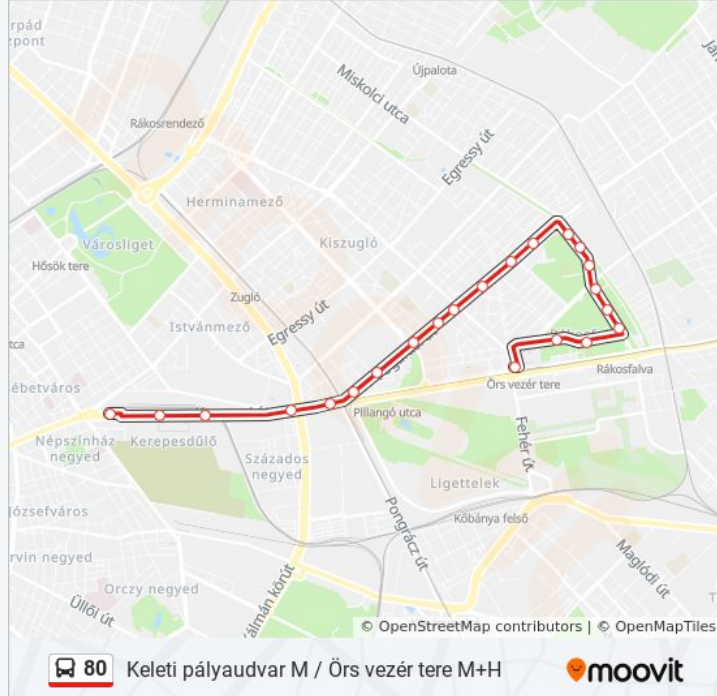 Újpalota
Miskolci utca
Rákosrendező
Egressy út
Herminamező
Városliget
Kiszugló
Hősök tere
Zugló
Istvánmező
Egressy út
Örs vezér tere
Rákosfalva
Pillangó utca
Népszínház
negyed
Kerepesdűlő
Százados
negyed
Fehér út
Ligettelek
Kőbánya felső
Pongrácz út
Józsefváros
Orczy negyed
Üllői út
Maglódi út
© OpenStreetMap contributors | © OpenMapTiles
80 Keleti pályaudvar M / Örs vezér tere M+H
moovit